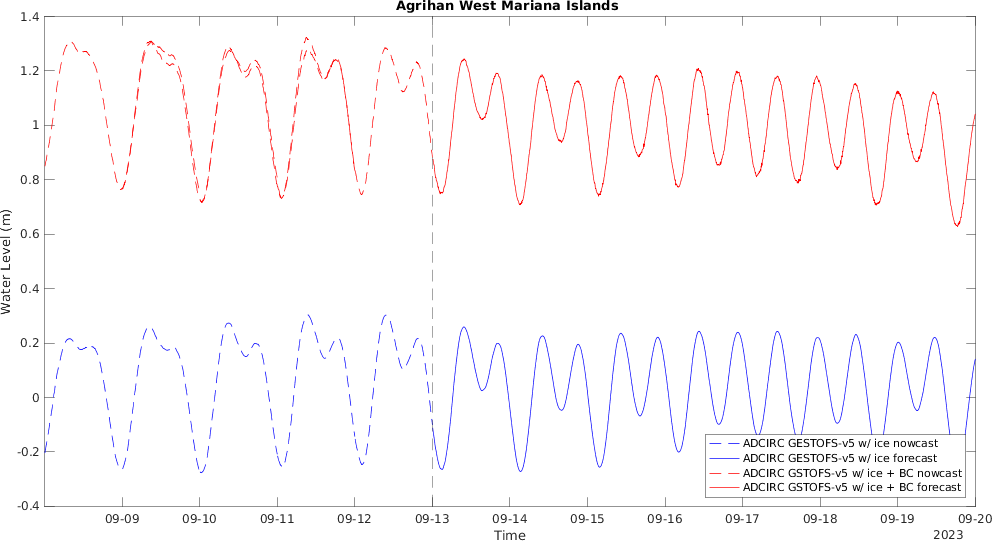 Agrihan West Mariana Islands
Water Level (m)
1.4
1.2
1
0.8
0.6
0.4
0.2
0
-0.2
-0.4
ADCIRC GESTOFS-v5 w/ ice nowcast
ADCIRC GESTOFS-v5 w/ ice forecast
ADCIRC GSTOFS-v5 w/ ice + BC nowcast
ADCIRC GSTOFS-v5 w/ ice + BC forecast
09-09 09-10 09-11 09-12 09-13 09-14 09-15 09-16 09-17 09-18 09-19 09-20
Time
2023